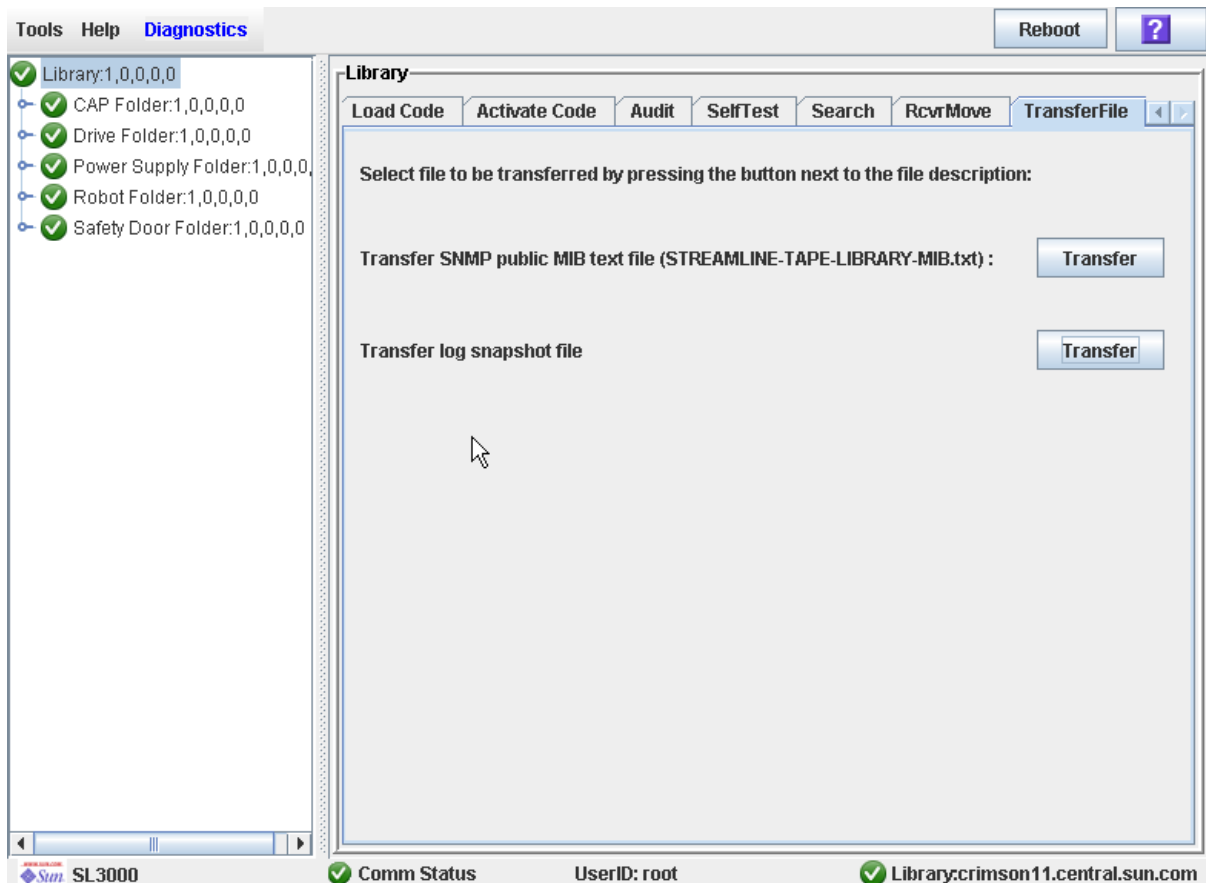 Tools Help Diagnostics
Reboot
?
Library:1,0,0,0,0
CAP Folder:1,0,0,0,0
Drive Folder:1,0,0,0,0
Power Supply Folder:1,0,0,0,
Robot Folder:1,0,0,0,0
Safety Door Folder:1,0,0,0,0
Library
Load Code Activate Code Audit SelfTest Search RcvrMove TransferFile
Select file to be transferred by pressing the button next to the file description:
Transfer SNMP public MIB text file (STREAMLINE-TAPE-LIBRARY-MIB.txt) : Transfer
Transfer log snapshot file Transfer
Sun SL3000 Comm Status UserID: root Library:crimson11.central.sun.com